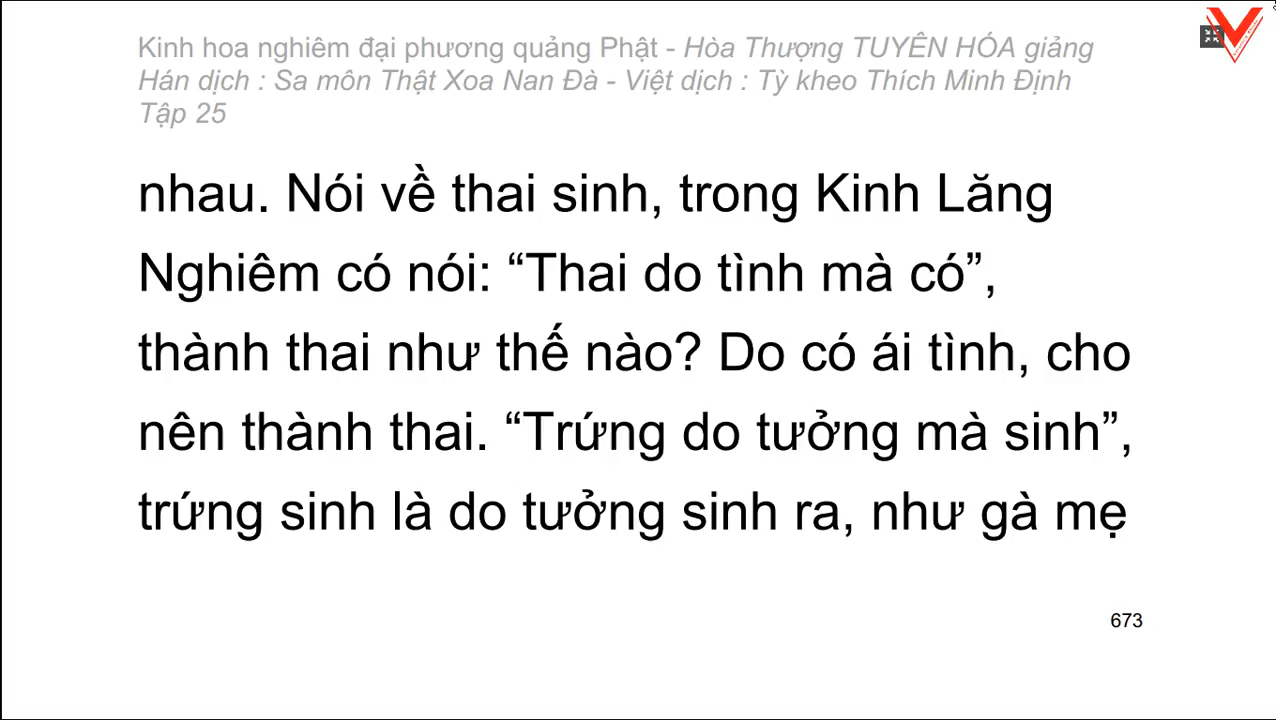 Kinh hoa nghiêm đại phương quảng Phật - Hòa Thượng TUYÊN HÓA giảng
Hán dịch : Sa môn Thật Xoa Nan Đà - Việt dịch : Tỳ kheo Thích Minh Định
Tập 25
nhau. Nói về thai sinh, trong Kinh Lăng
Nghiêm có nói: “Thai do tình mà có”,
thành thai như thế nào? Do có ái tình, cho
nên thành thai. “Trứng do tưởng mà sinh”,
trứng sinh là do tưởng sinh ra, như gà mẹ
673